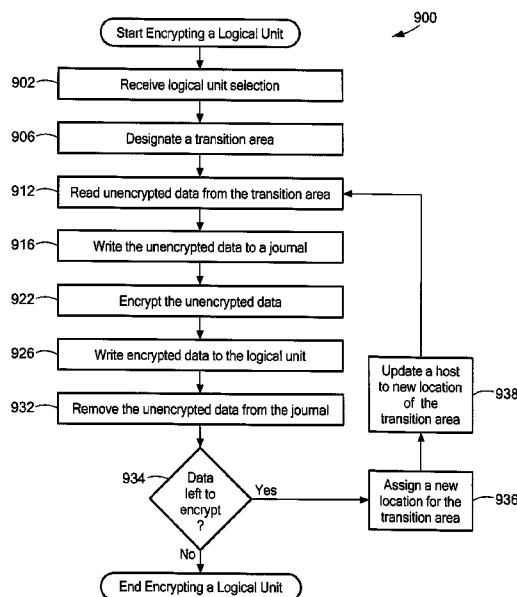 900
Start Encrypting a Logical Unit
902
Receive logical unit selection
906
Designate a transition area
912
Read unencrypted data from the transition area
916
Write the unencrypted data to a journal
922
Encrypt the unencrypted data
926
Write encrypted data to the logical unit
932
Remove the unencrypted data from the journal
934
Data
left to
encrypt
?
Yes
No
Update a host
to new location
of the
transition area
938
Assign a new
location for the
transition area
936
End Encrypting a Logical Unit